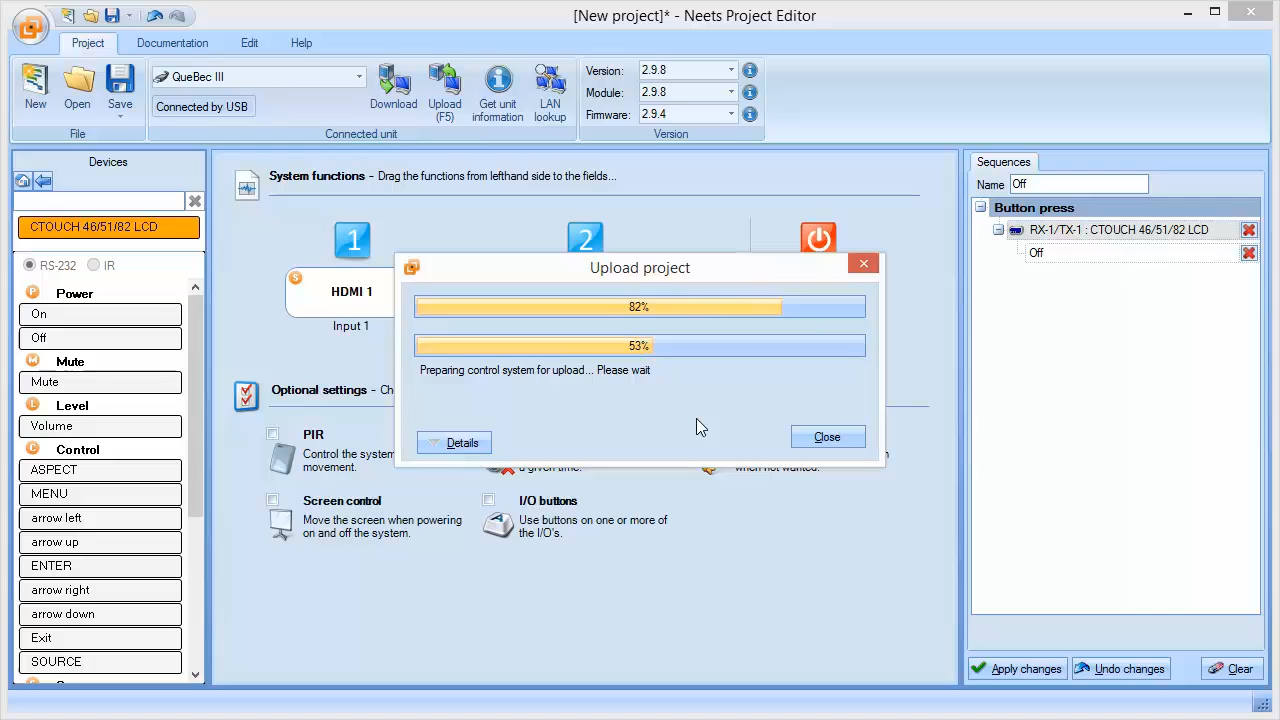 [New project]* - Neets Project Editor
Project
Documentation
Edit
Help
New
Open
Save
File
QueBec III
Connected by USB
Download
Upload
(F5)
Get unit
information
LAN
lookup
Connected unit
Version:
2.9.8
Module:
2.9.8
Firmware:
2.9.4
Version
Devices
CTOUCH 46/51/82 LCD
RS-232
IR
P
Power
On
Off
M
Mute
Mute
L
Level
Volume
C
Control
ASPECT
MENU
arrow left
arrow up
ENTER
arrow right
arrow down
Exit
SOURCE
System functions - Drag the functions from lefthand side to the fields...
1
2
S
HDMI 1
Input 1
Optional settings - Ch
PIR
Control the system
movement.
a given time.
when not wanted.
Screen control
Move the screen when powering
on and off the system.
I/O buttons
Use buttons on one or more of
the I/O's.
Upload project
82%
53%
Preparing control system for upload... Please wait
Details
Close
Sequences
Name
Off
Button press
RX-1/TX-1 : CTOUCH 46/51/82 LCD
Off
Apply changes
Undo changes
Clear